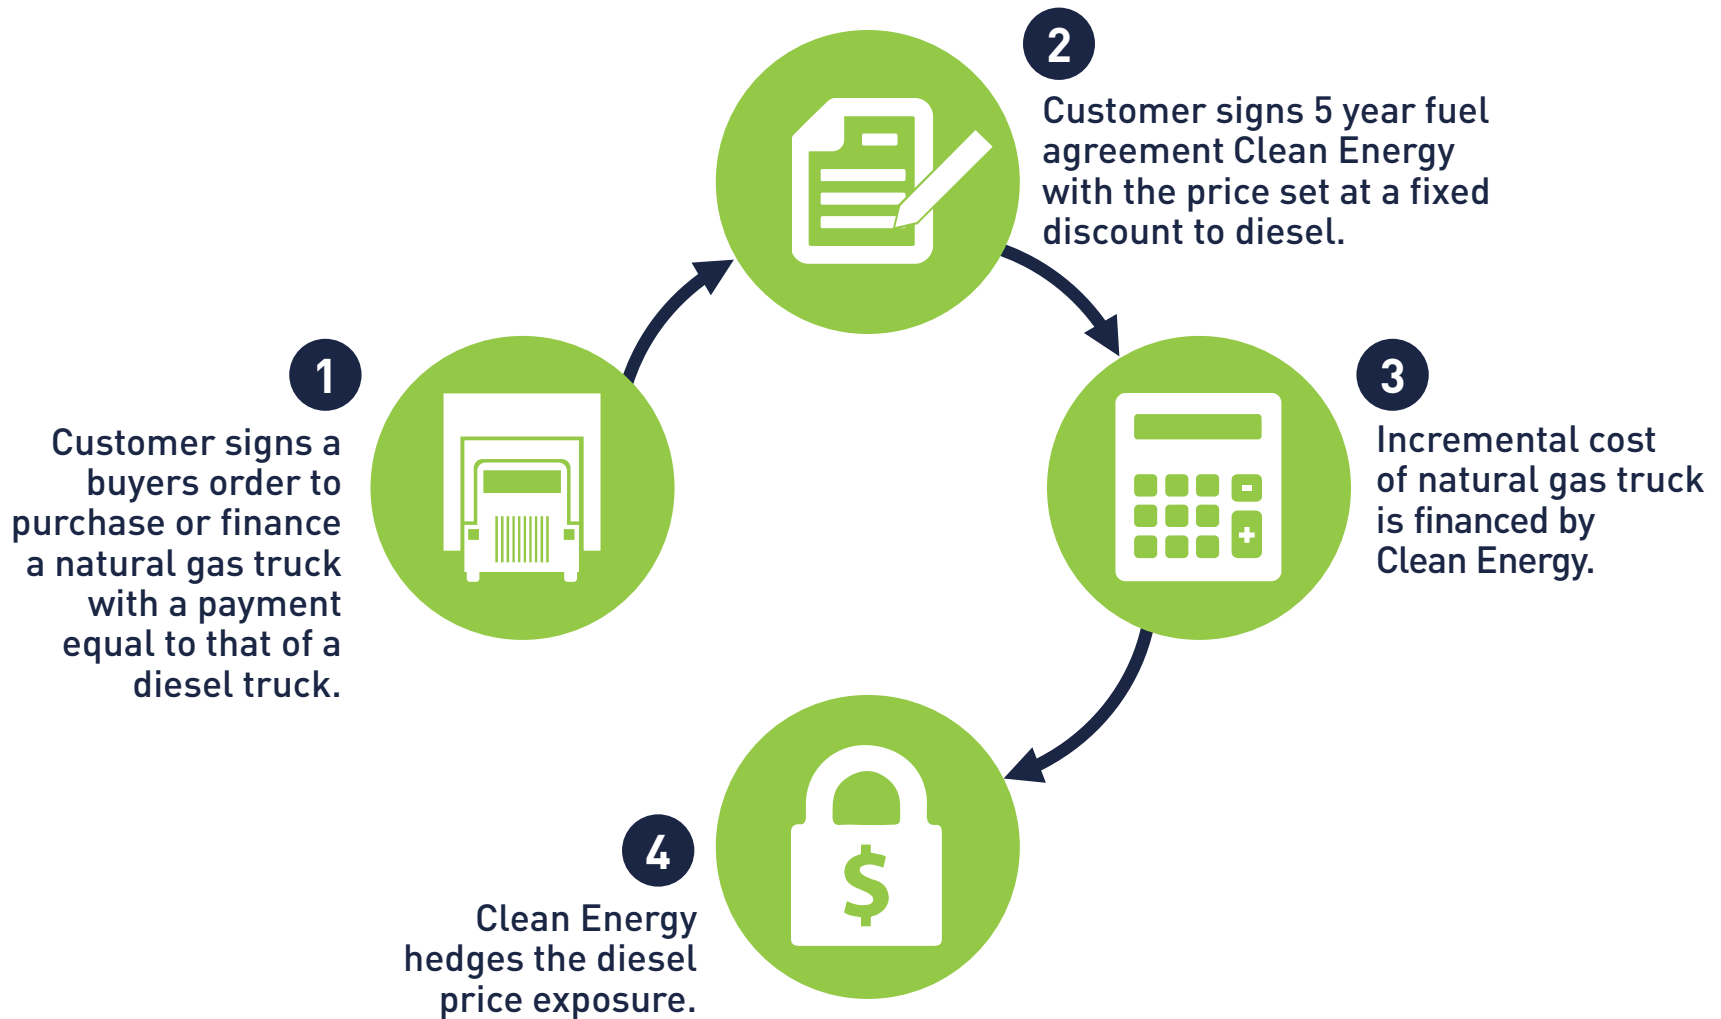 1
Customer signs a
buyers order to
purchase or finance
a natural gas truck
with a payment
equal to that of a
diesel truck.
2
Customer signs 5 year fuel
agreement Clean Energy
with the price set at a fixed
discount to diesel.
3
Incremental cost
of natural gas truck
is financed by
Clean Energy.
4
Clean Energy
hedges the diesel
price exposure.
$
-
+